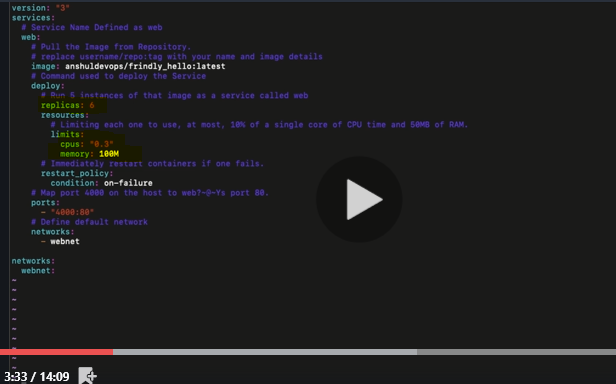 version: "3"
services:
  # Service Name Defined as web
  web:
    # Pull the Image from Repository.
    # replace username/repo:tag with your name and image details
    image: anshuldevops/frindly_hello:latest
    # Command used to deploy the Service
    deploy:
      # Run 5 instances of that image as a service called web
      replicas: 6
      resources:
        # Limiting each one to use, at most, 10% of a single core of CPU time and 50MB of RAM.
        limits:
          cpus: "0.3"
          memory: 100M
      # Immediately restart containers if one fails.
      restart_policy:
        condition: on-failure
    # Map port 4000 on the host to web?~@~Ys port 80.
    ports:
      - "4000:80"
    # Define default network
    networks:
      - webnet

networks:
  webnet:
~
~
~
~
~
~
~
~
~
~
3:33 / 14:09